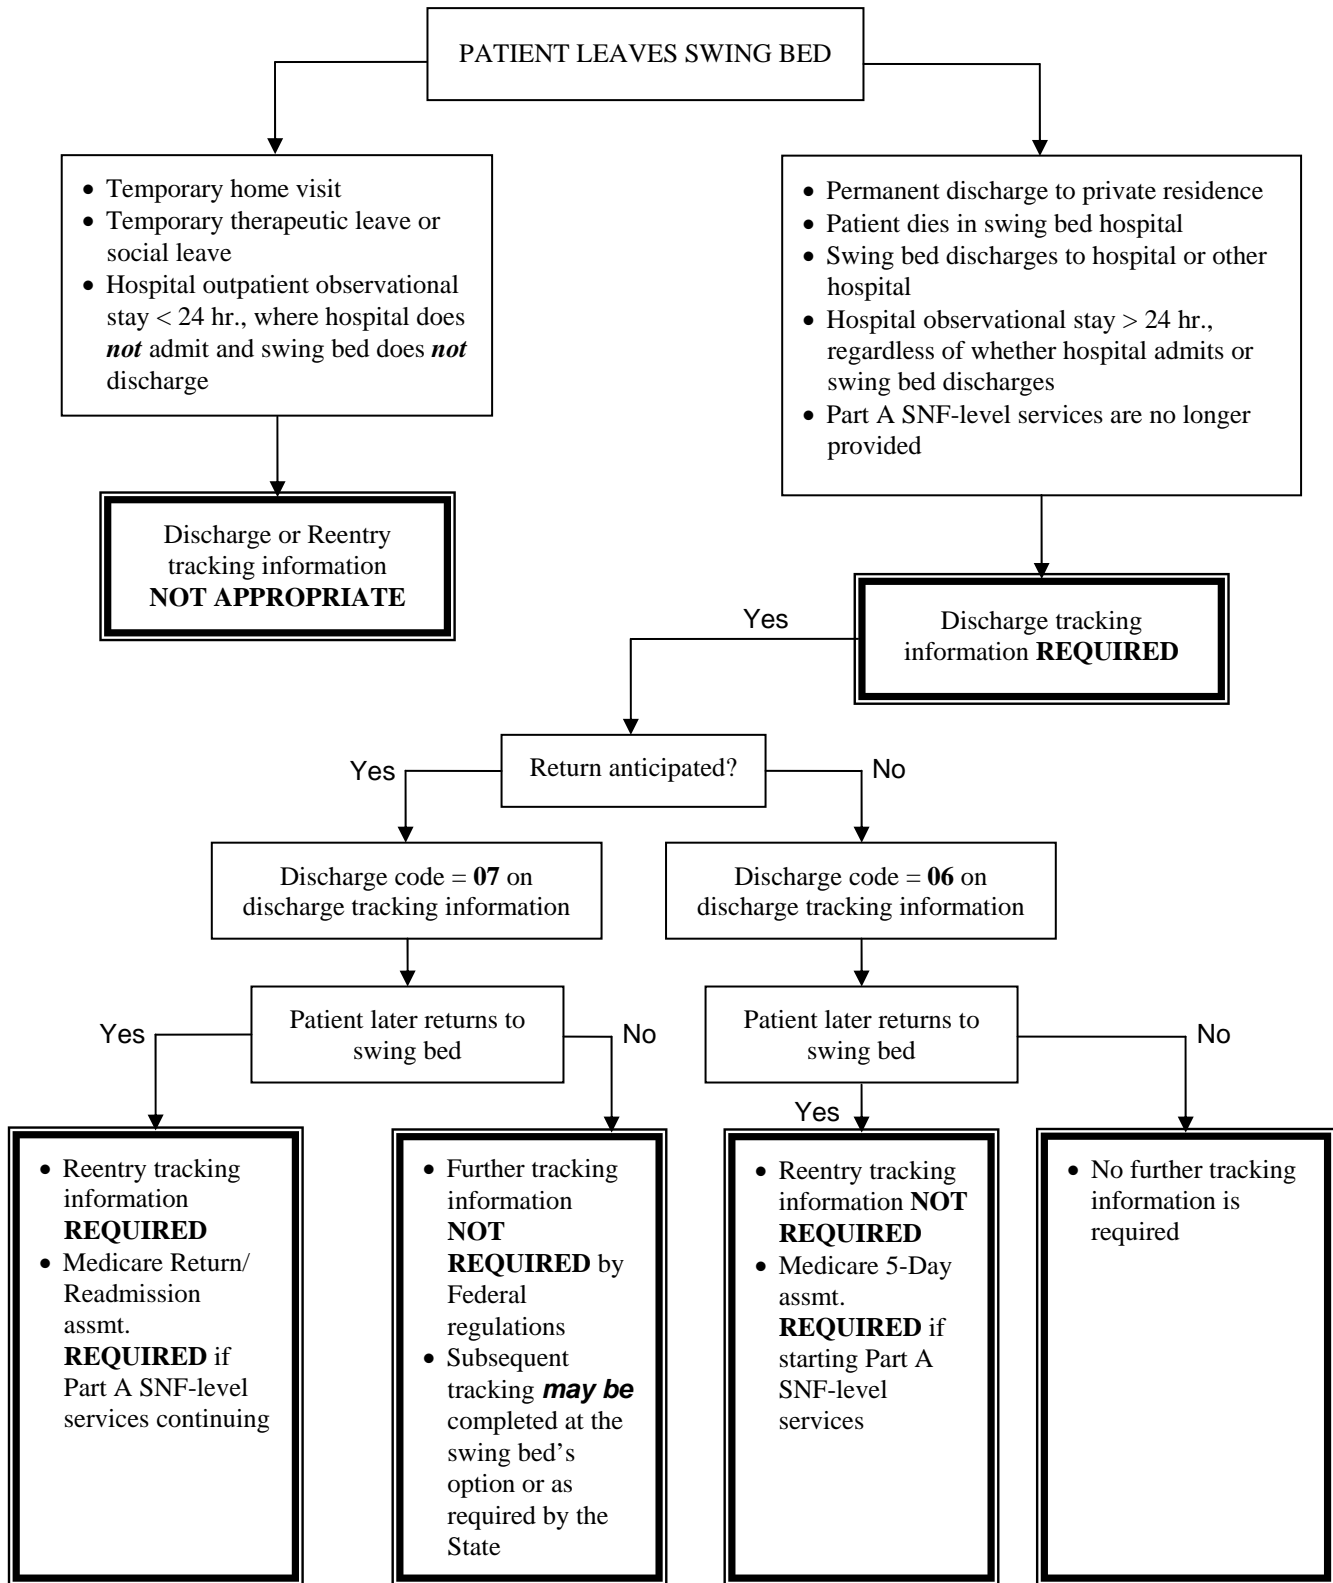 PATIENT LEAVES SWING BED
• Temporary home visit
• Temporary therapeutic leave or
social leave
• Hospital outpatient observational
stay < 24 hr., where hospital does
not admit and swing bed does not
discharge
• Permanent discharge to private residence
• Patient dies in swing bed hospital
• Swing bed discharges to hospital or other
hospital
• Hospital observational stay > 24 hr.,
regardless of whether hospital admits or
swing bed discharges
• Part A SNF-level services are no longer
provided
Discharge or Reentry
tracking information
NOT APPROPRIATE
Yes
Discharge tracking
information REQUIRED
Yes
Return anticipated?
No
Discharge code = 07 on
discharge tracking information
Discharge code = 06 on
discharge tracking information
Yes
Patient later returns to
swing bed
No
Patient later returns to
swing bed
No
Yes
• Reentry tracking
information
REQUIRED
• Medicare Return/
Readmission
assmt.
REQUIRED if
Part A SNF-level
services continuing
• Further tracking
information
NOT
REQUIRED by
Federal
regulations
• Subsequent
tracking may be
completed at the
swing bed's
option or as
required by the
State
• Reentry tracking
information NOT
REQUIRED
• Medicare 5-Day
assmt.
REQUIRED if
starting Part A
SNF-level
services
• No further tracking
information is
required